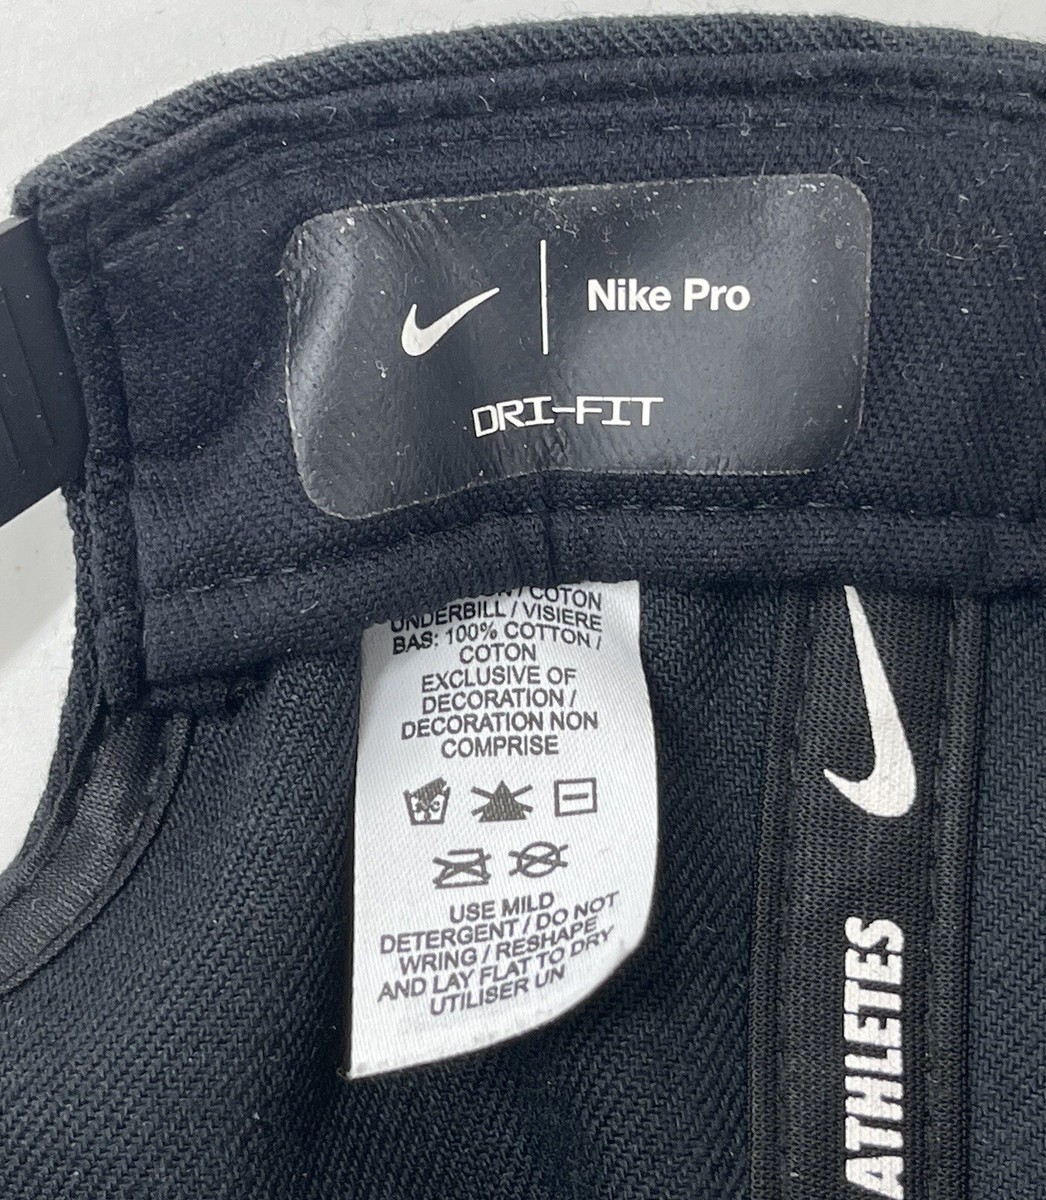 Nike Pro
DRI-FIT
/ COTON
UNDERBILL / VISIERE
BAS: 100% COTTON /
COTON
EXCLUSIVE OF
DECORATION /
DECORATION NON
COMPRISE
USE MILD
DETERGENT / DO NOT
WRING / RESHAPE
AND LAY FLAT TO DRY
UTILISER UN
ATHLETES